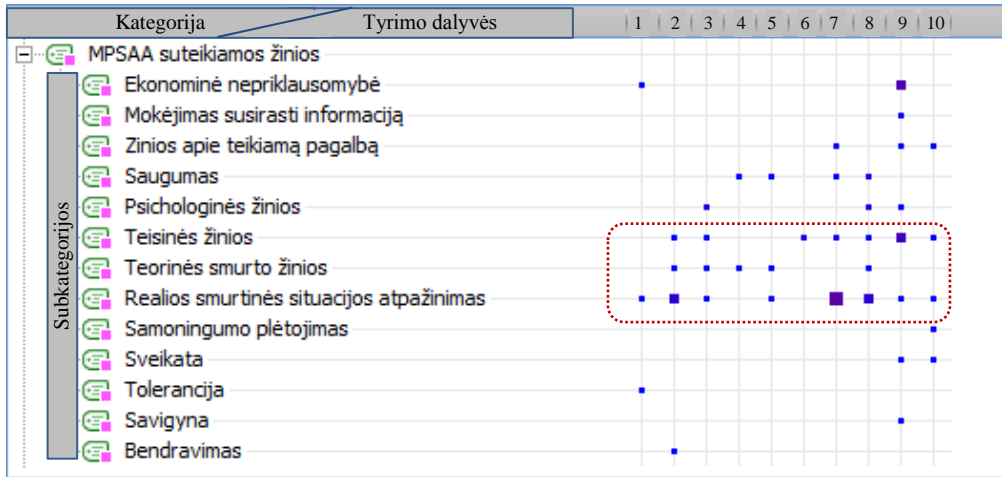 Kategorija Tyrimo dalyvės 1 2 3 4 5 6 7 8 9 10
MPSAA suteikiamos žinios
Subkategorijos
Ekonominė nepriklausomybė
Mokėjimas susirasti informaciją
Zinios apie teikiamą pagalbą
Saugumas
Psichologinės žinios
Teisinės žinios
Teorinės smurto žinios
Realios smurtinės situacijos atpažinimas
Samoningumo plėtojimas
Sveikata
Tolerancija
Savigyna
Bendravimas